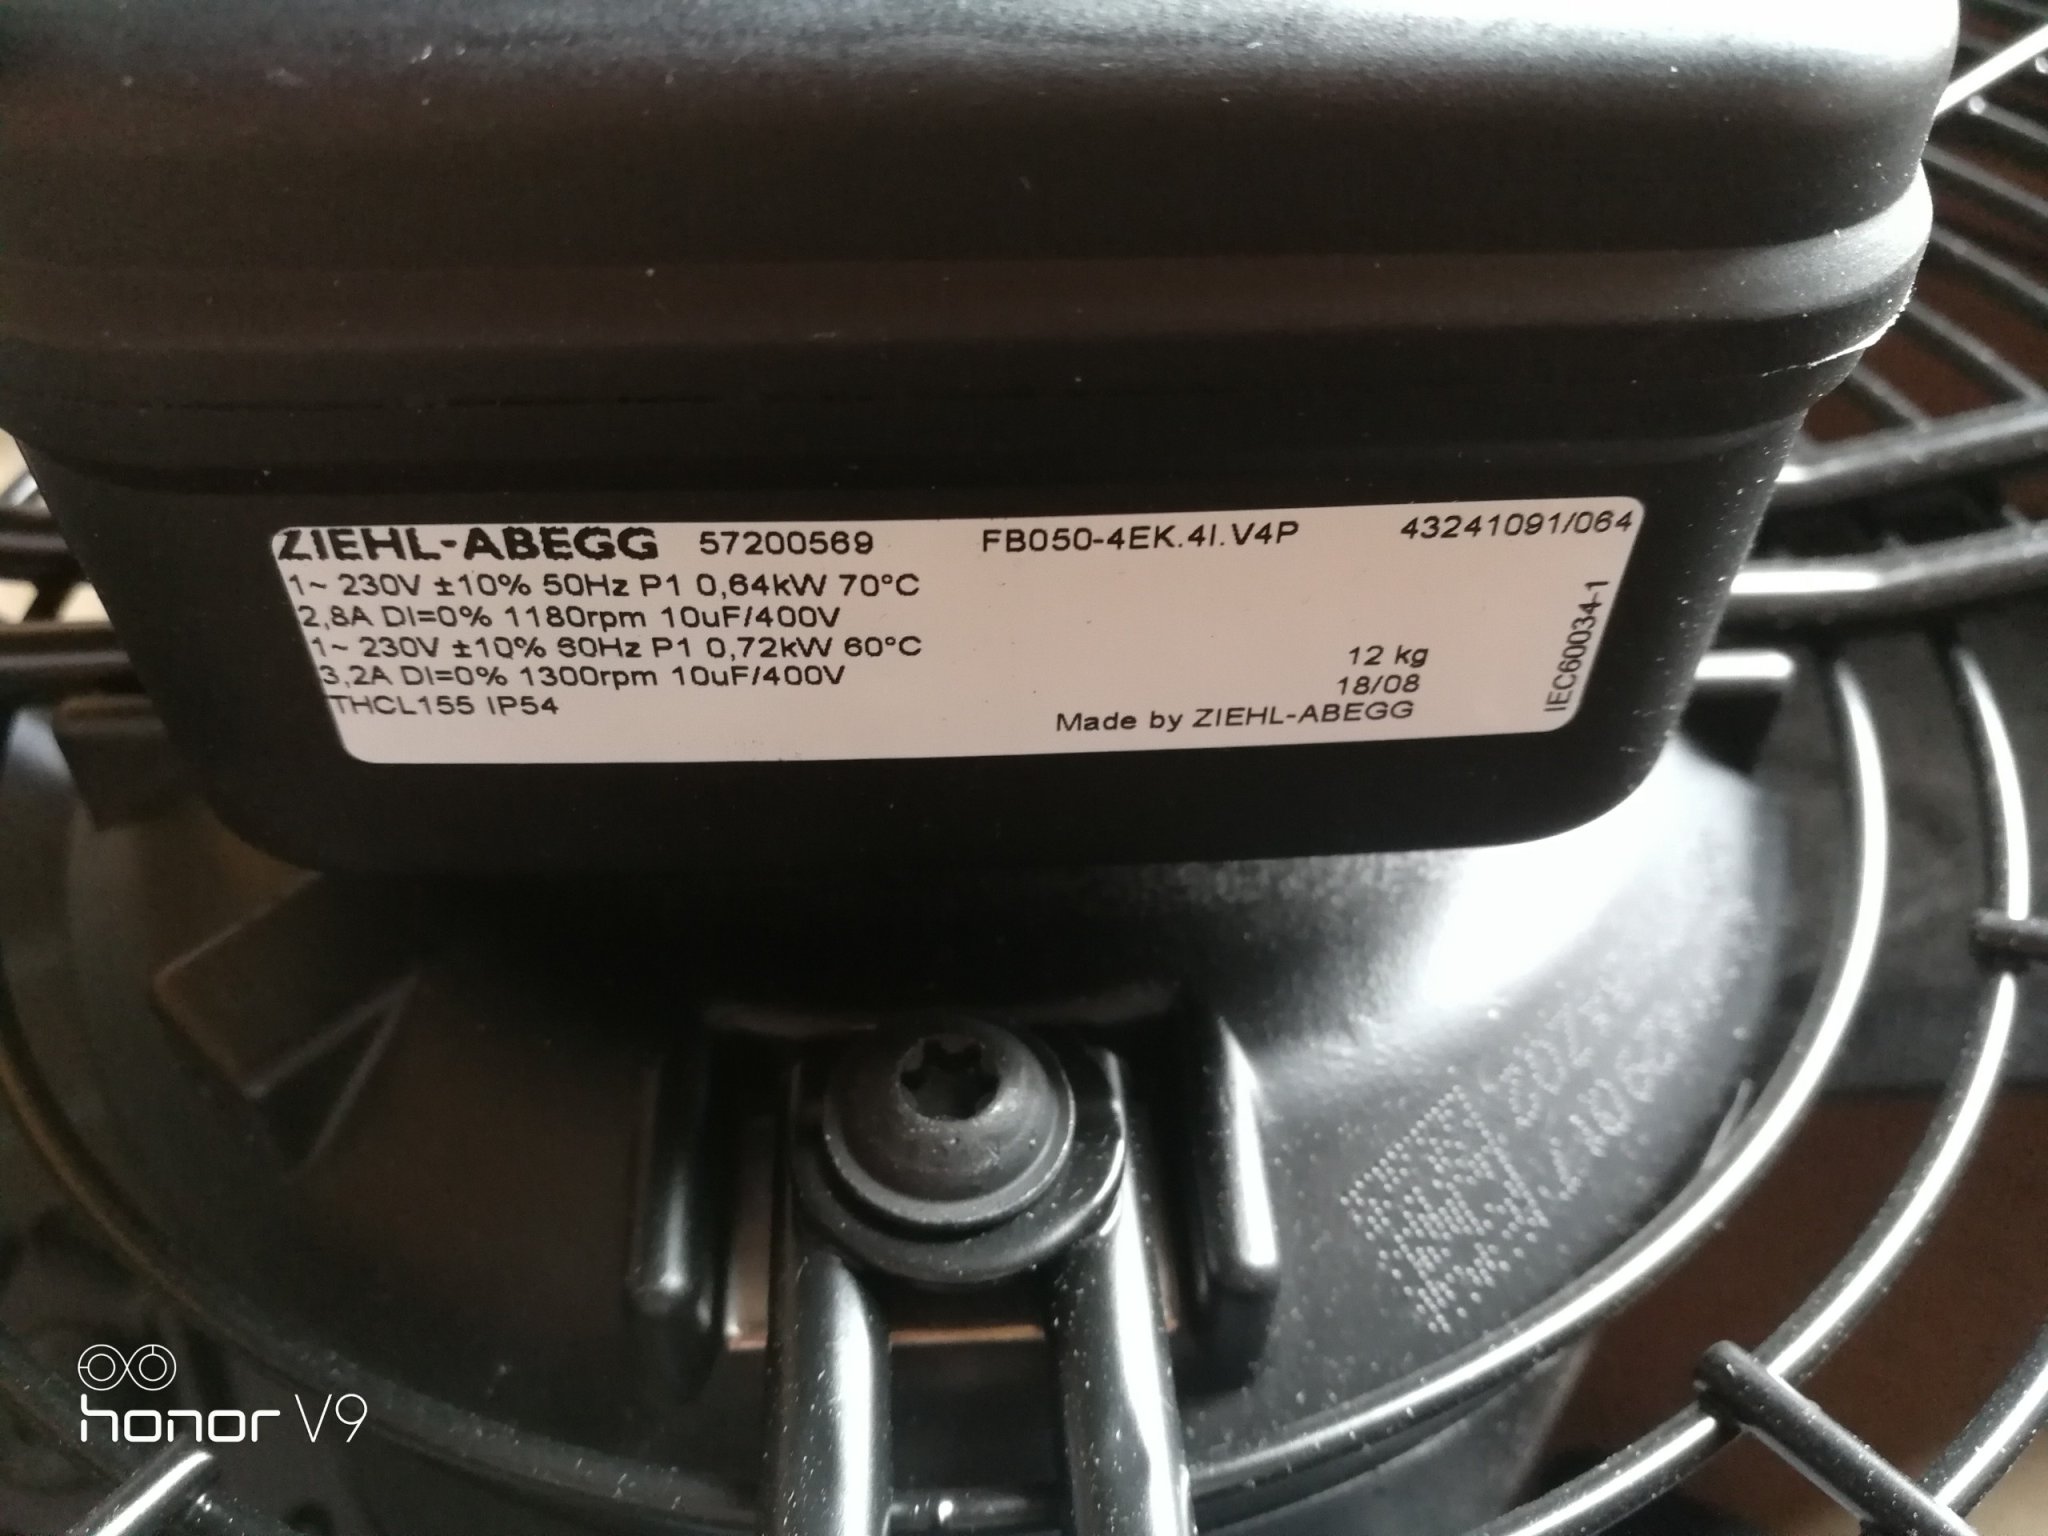 ZIEHL-ABEGG 57200569 FB050-4EK.4I.V4P 43241091/064
1~ 230V ±10% 50Hz P1 0,64kW 70°C
2,8A DI=0% 1180rpm 10uF/400V
1~ 230V ±10% 60Hz P1 0,72kW 60°C
3,2A DI=0% 1300rpm 10uF/400V
THCL155 IP54
12 kg
18/08
Made by ZIEHL-ABEGG
IEC60034-1
honor V9